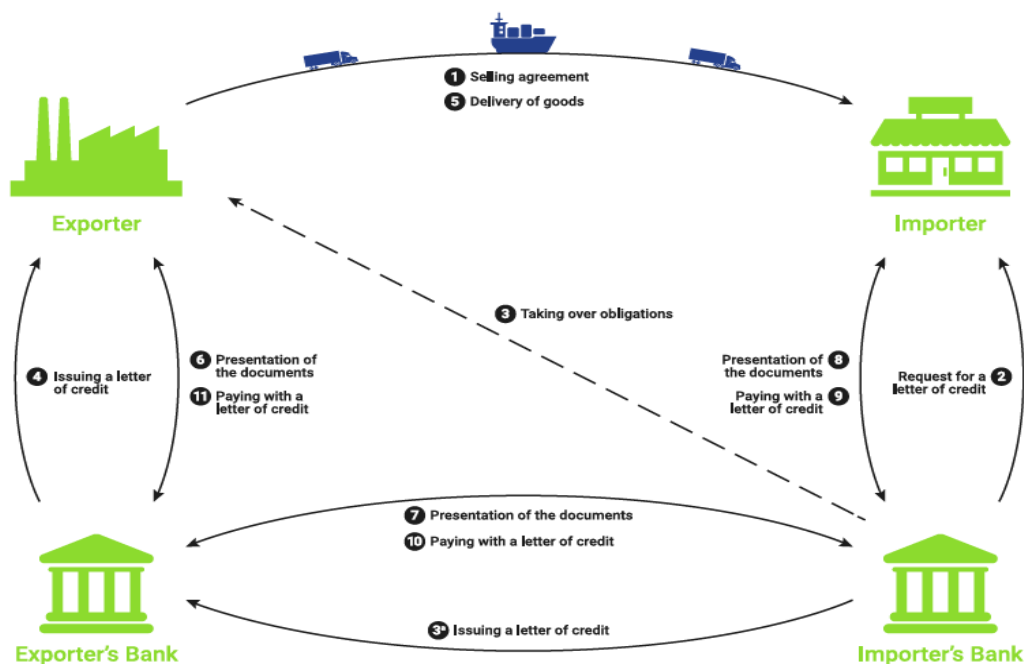 1 Selling agreement
5 Delivery of goods
Exporter
Importer
3 Taking over obligations
4 Issuing a letter
of credit
6 Presentation of
the documents
11 Paying with a
letter of credit
Presentation of 8
the documents
Paying with a 9
letter of credit
Request for a 2
letter of credit
7 Presentation of the documents
10 Paying with a letter of credit
3ª Issuing a letter of credit
Exporter's Bank
Importer's Bank